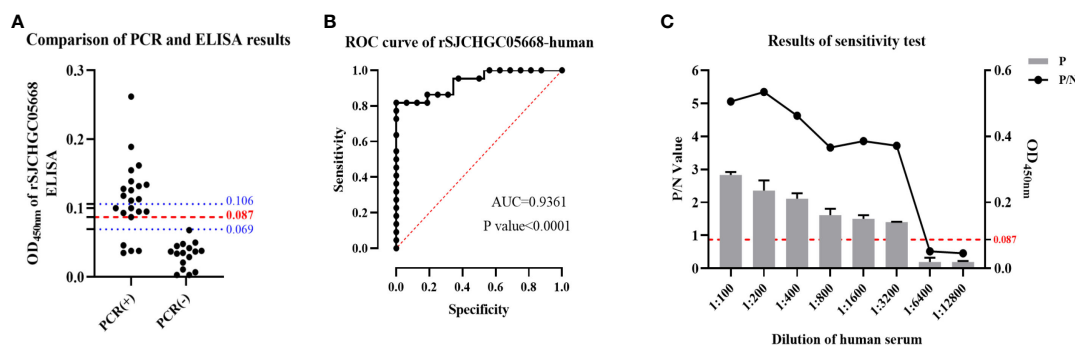 A
Comparison of PCR and ELISA results
OD450nm of rSJCHGC05668
ELISA
0.3
0.2
0.1
0.0
0.106
0.087
0.069
PCR(+)
PCR(-)
B
ROC curve of rSJCHGC05668-human
Sensitivity
1.0
0.8
0.6
0.4
0.2
0.0
AUC=0.9361
P value<0.0001
0.0 0.2 0.4 0.6 0.8 1.0
Specificity
C
Results of sensitivity test
P
P/N
P/N Value
6
5
4
3
2
1
0
OD450nm
0.6
0.4
0.2
0.087
0.0
1:100
1:200
1:400
1:800
1:1600
1:3200
1:6400
1:12800
Dilution of human serum